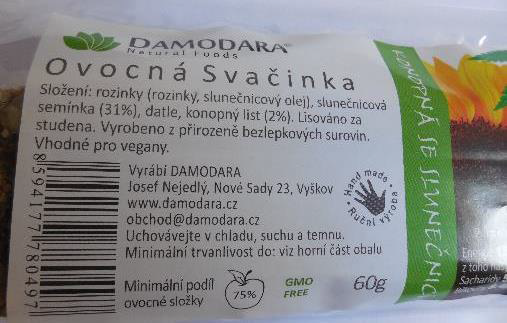 DAMODARA®
Natural Foods
Ovocná Svačinka
Složení: rozinky (rozinky, slunečnicový olej), slunečnicová
semínka (31%), datle, konopný list (2%). Lisováno za
studena. Vyrobeno z přirozeně bezlepkových surovin.
Vhodné pro vegany.
Vyrábí DAMODARA
Josef Nejedlý, Nové Sady 23, Vyškov
www.damodara.cz
obchod@damodara.cz
Uchovávejte v chladu, suchu a temnu.
Minimální trvanlivost do: viz horní část obalu
Minimální podíl
ovocné složky
75%
GMO
FREE
60g
Hand made
Ruční výroba
8594177780497
KONOPNÁ SE SLUNEČNIC
z toho
Sacharidy